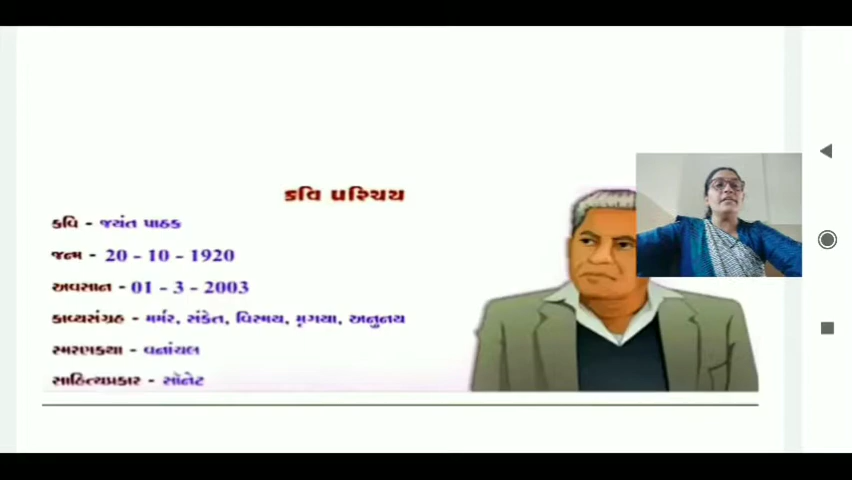 કવિ પરિચય
કવિ - જયંત પાઠક
જન્મ - 20 - 10 - 1920
અવસાન - 01 - 3 - 2003
કાવ્યસંગ્રહ - મર્મર, સંકેત, વિસ્મય, મૃગયા, અનુનય
સ્મરણકથા - વનાંચલ
સાહિત્યપ્રકાર - સૉનેટ